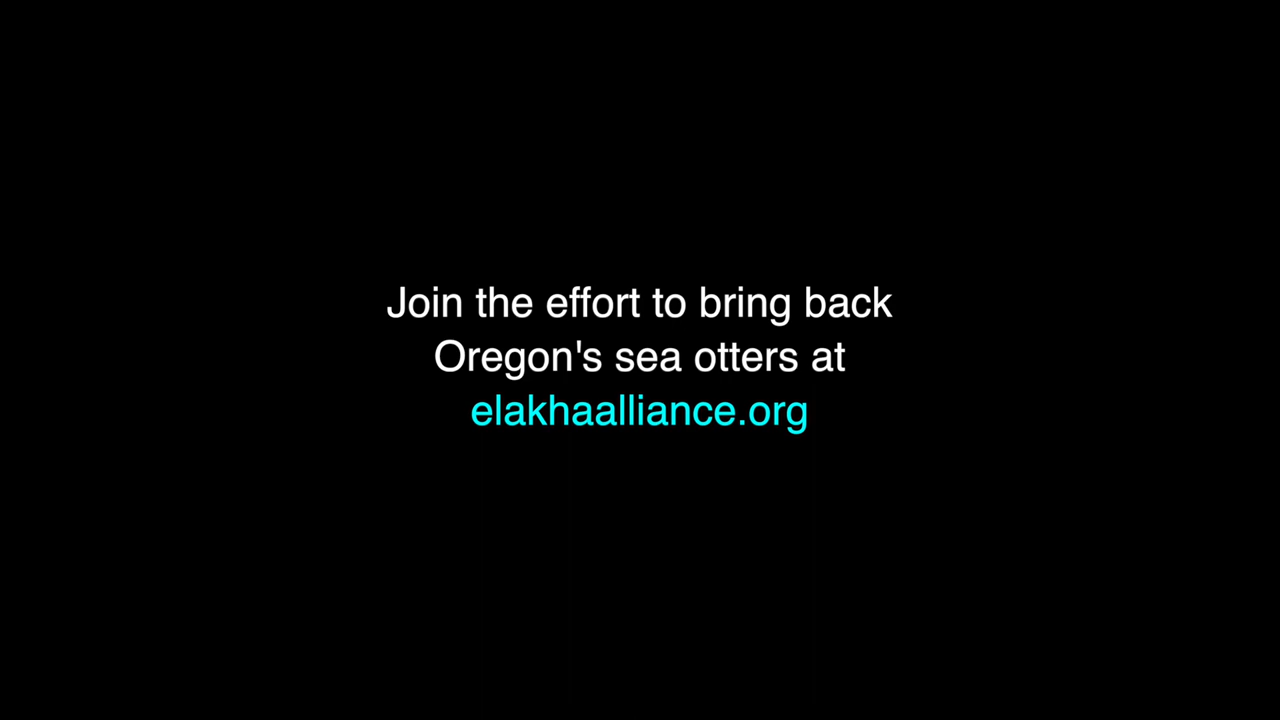 Join the effort to bring back
Oregon's sea otters at
elakhaalliance.org